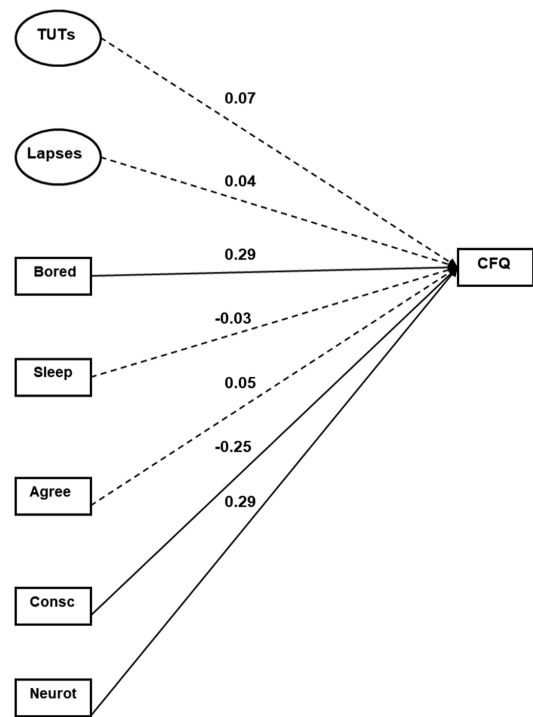 TUTs
0.07
Lapses
0.04
Bored
0.29
CFQ
Sleep
-0.03
Agree
0.05
Consc
-0.25
Neurot
0.29